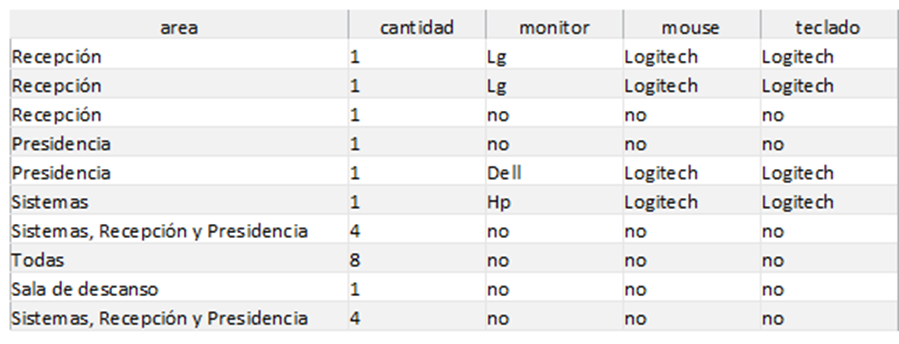 area cantidad monitor mouse teclado
Recepción 1 Lg Logitech Logitech
Recepción 1 Lg Logitech Logitech
Recepción 1 no no no
Presidencia 1 no no no
Presidencia 1 Dell Logitech Logitech
Sistemas 1 Hp Logitech Logitech
Sistemas, Recepción y Presidencia 4 no no no
Todas 8 no no no
Sala de descanso 1 no no no
Sistemas, Recepción y Presidencia 4 no no no